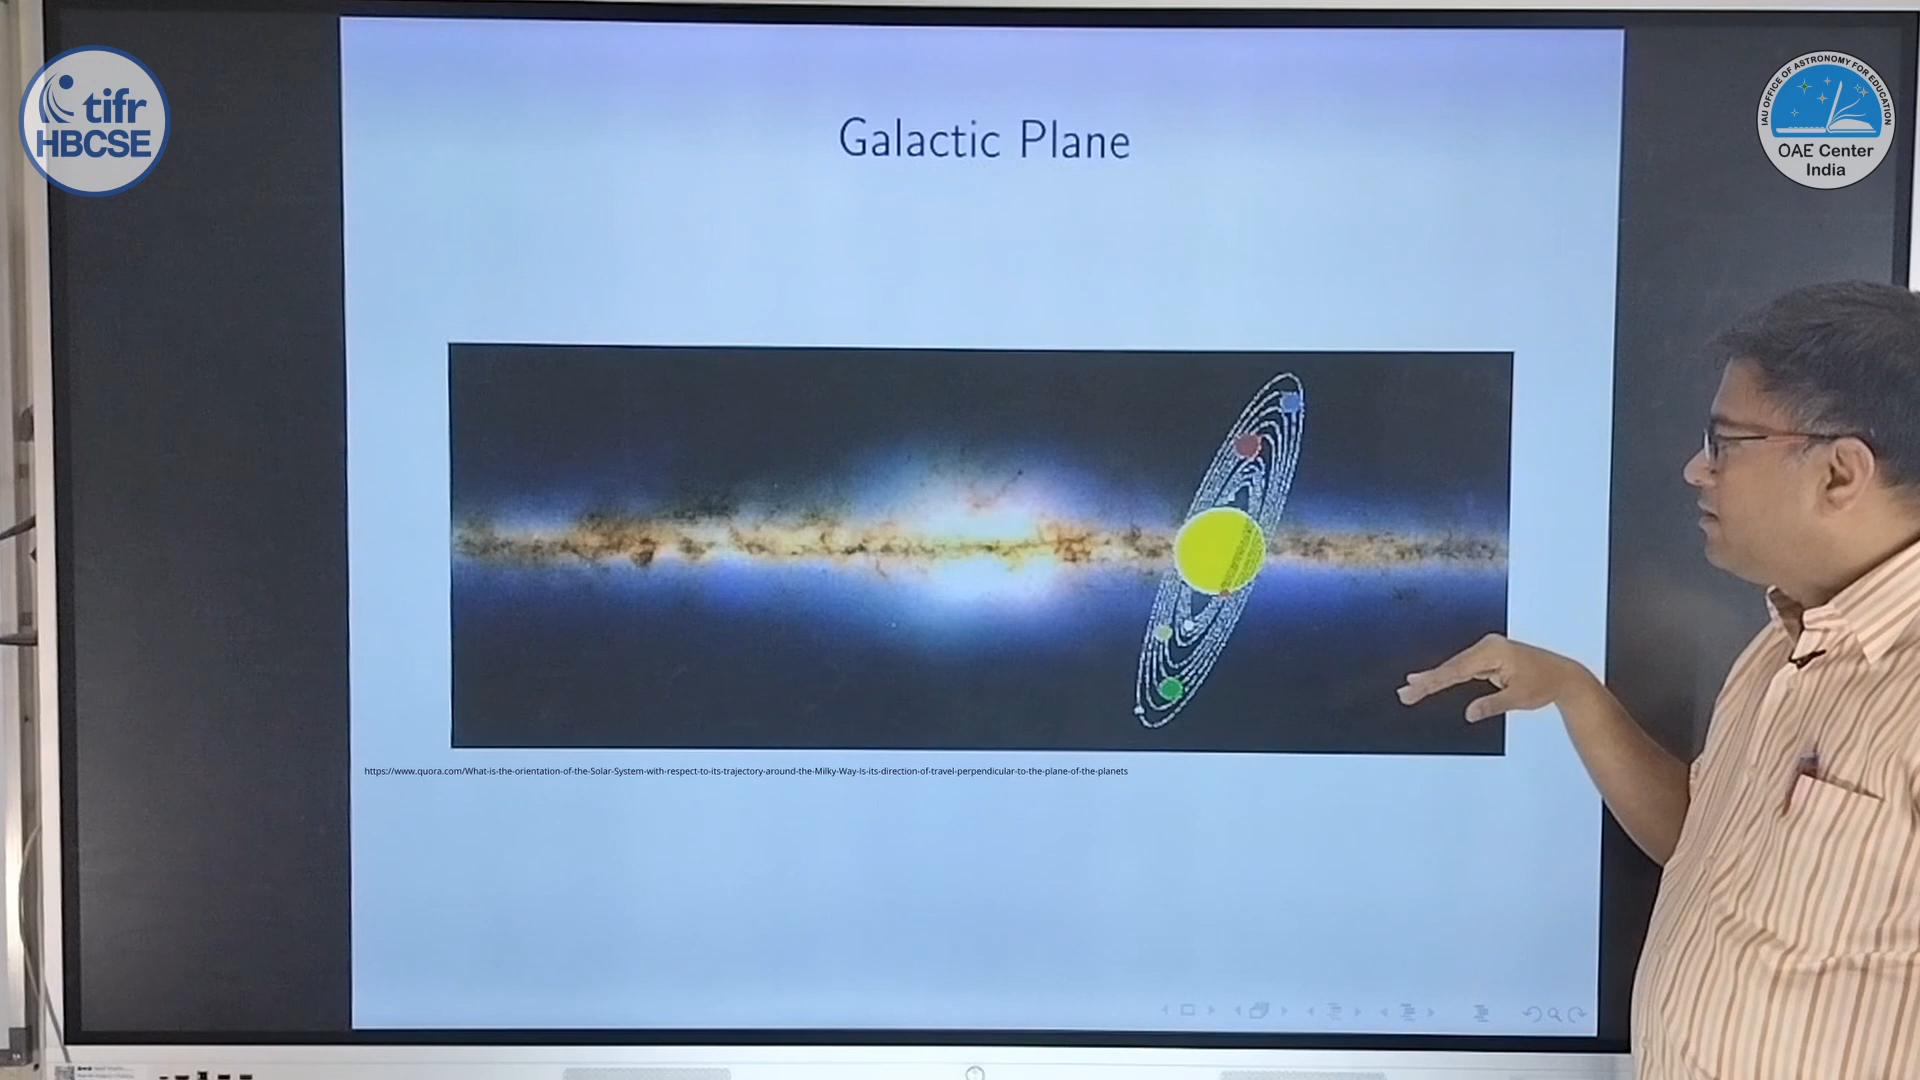 tifr
HBCSE
IAU OFFICE OF ASTRONOMY FOR EDUCATION
OAE Center
India
Galactic Plane
https://www.quora.com/What-is-the-orientation-of-the-Solar-System-with-respect-to-its-trajectory-around-the-Milky-Way-Is-its-direction-of-travel-perpendicular-to-the-plane-of-the-planets